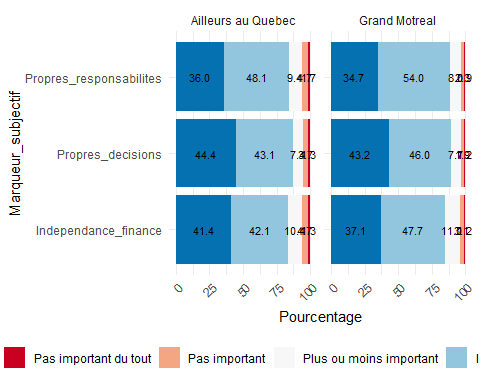 Ailleurs au Quebec Grand Motreal
Marqueur_subjectif
Propres_responsabilites 36.0 48.1 34.7 54.0
Propres_decisions 44.4 43.1 43.2 46.0
Independance_finance 41.4 42.1 37.1 47.7
0 25 50 75 100 0 25 50 75 100
Pourcentage
Pas important du tout Pas important Plus ou moins important